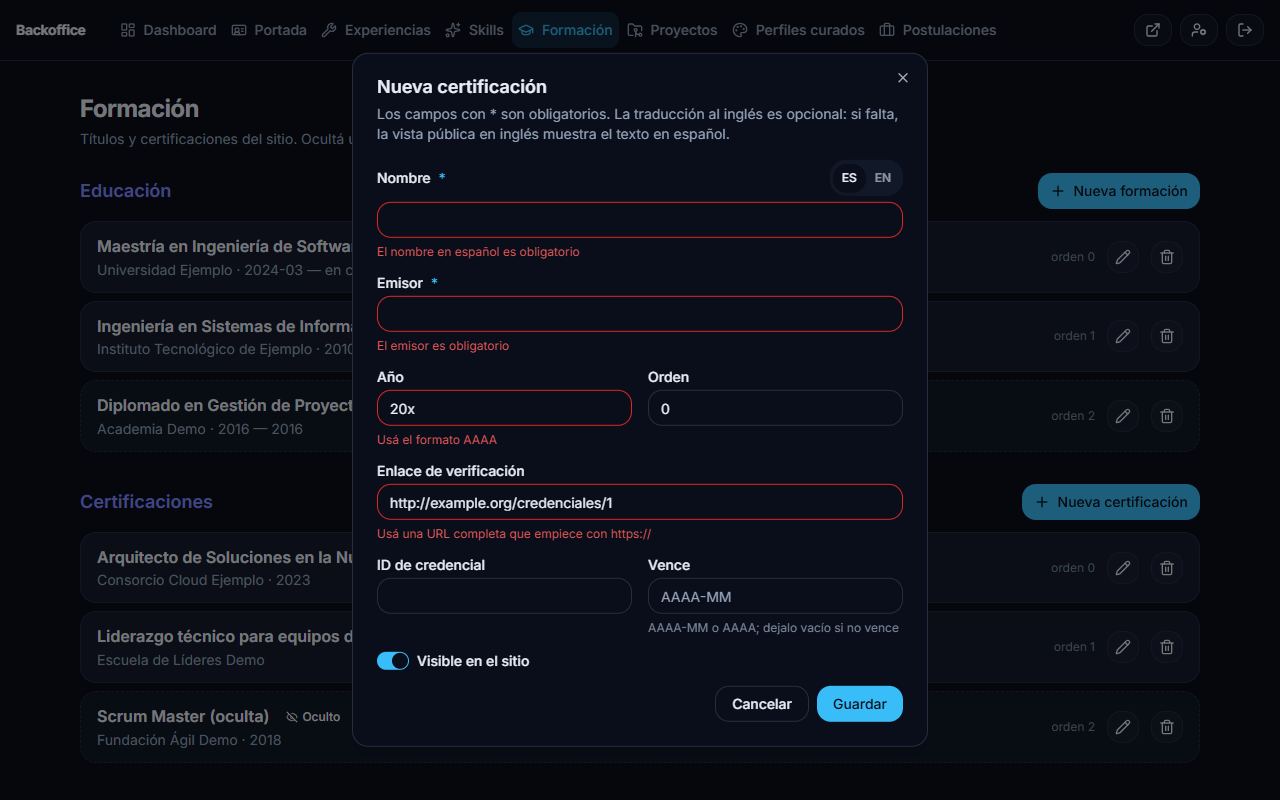 Backoffice
Dashboard
Portada
Experiencias
Skills
Formación
Proyectos
Perfiles curados
Postulaciones
Formación
Títulos y certificaciones del sitio. Ocultá
Educación
Nueva formación
Maestría en Ingeniería de
Universidad Ejemplo · 2024-03 — en
orden 0
Ingeniería en Sistemas de
Instituto Tecnológico de Ejemplo ·
orden 1
Diplomado en Gestión de
Academia Demo · 2016 — 2016
orden 2
Certificaciones
Nueva certificación
Arquitecto de Soluciones en la
Consorcio Cloud Ejemplo · 2023
orden 0
Liderazgo técnico para equipos
Escuela de Líderes Demo
orden 1
Scrum Master (oculta) Oculto
Fundación Ágil Demo · 2018
orden 2
Nueva certificación
Los campos con * son obligatorios. La traducción al inglés es opcional: si falta,
la vista pública en inglés muestra el texto en español.
Nombre *
ES EN
El nombre en español es obligatorio
Emisor *
El emisor es obligatorio
Año Orden
20x 0
Usá el formato AAAA
Enlace de verificación
http://example.org/credenciales/1
Usá una URL completa que empiece con https://
ID de credencial Vence
AAAA-MM
AAAA-MM o AAAA; dejalo vacío si no vence
Visible en el sitio
Cancelar Guardar